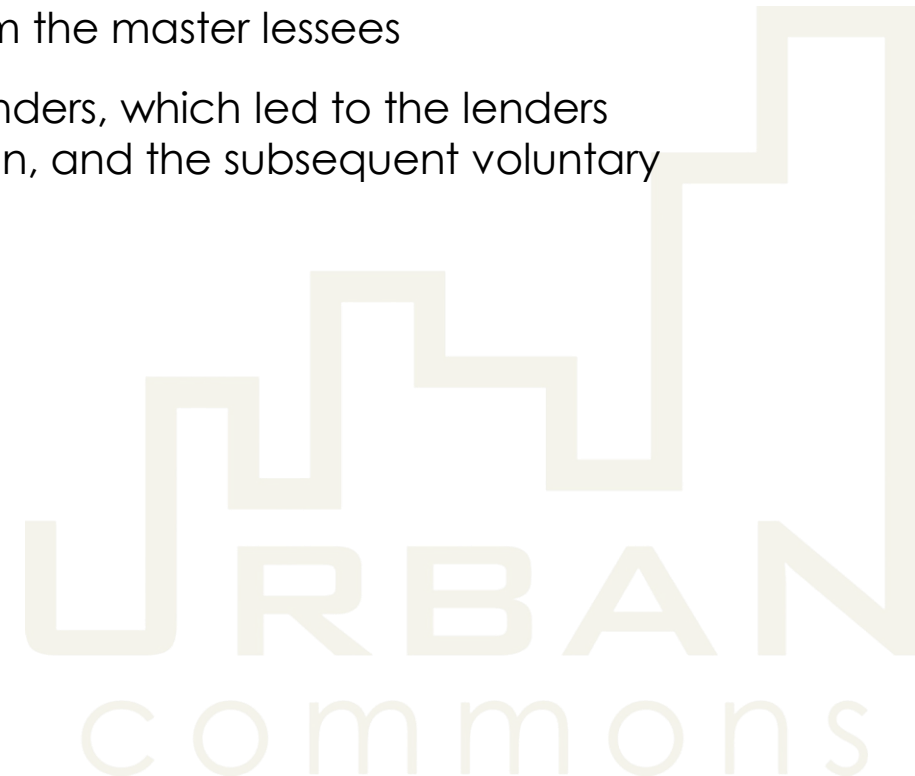 the master lessees
nders, which led to the lenders
n, and the subsequent voluntary
URBAN
commons